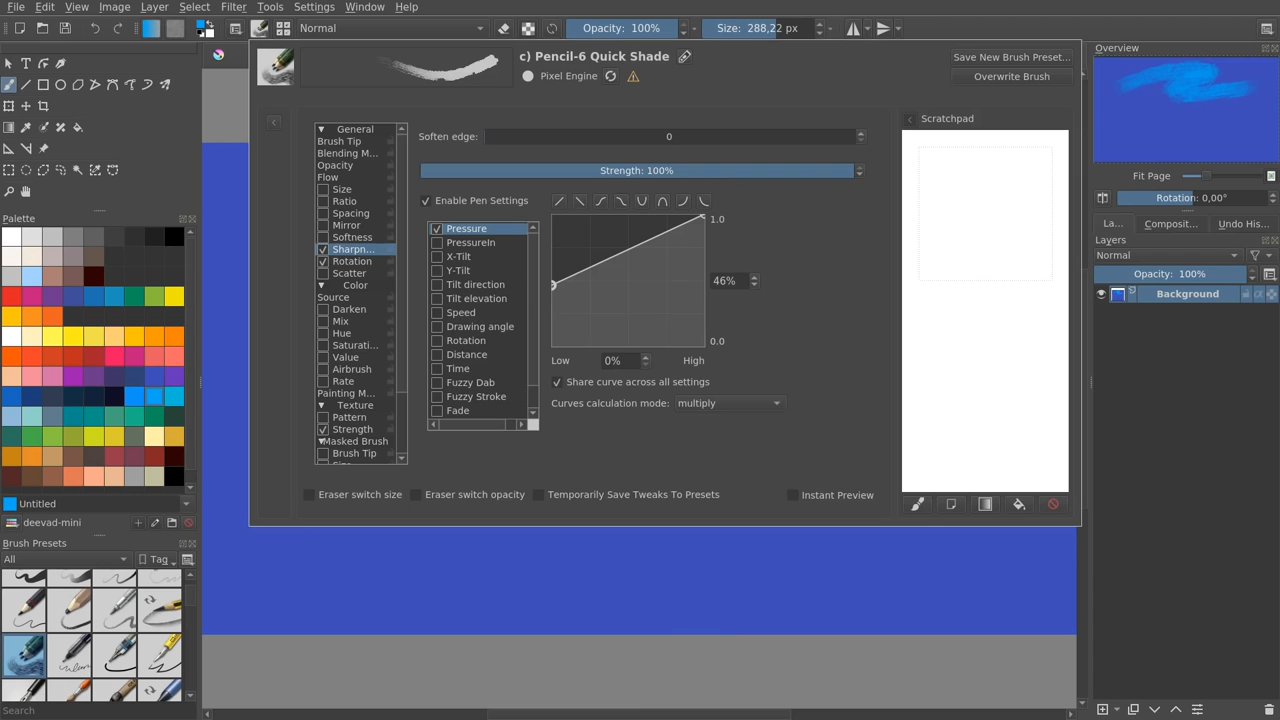 File Edit View Image Layer Select Filter Tools Settings Window Help
Normal
Opacity: 100%
Size: 288,22 px
c) Pencil-6 Quick Shade
Pixel Engine
Save New Brush Preset...
Overwrite Brush
Scratchpad
General
Brush Tip
Blending M...
Opacity
Flow
Size
Ratio
Spacing
Mirror
Softness
Sharpn...
Rotation
Scatter
Color
Source
Darken
Mix
Hue
Saturati...
Value
Airbrush
Rate
Painting M...
Texture
Pattern
Strength
Masked Brush
Brush Tip
Soften edge:
0
Strength: 100%
Enable Pen Settings
Pressure
PressureIn
X-Tilt
Y-Tilt
Tilt direction
Tilt elevation
Speed
Drawing angle
Rotation
Distance
Time
Fuzzy Dab
Fuzzy Stroke
Fade
1.0
46%
0.0
Low 0% High
Share curve across all settings
Curves calculation mode: multiply
Eraser switch size
Eraser switch opacity
Temporarily Save Tweaks To Presets
Instant Preview
Palette
Untitled
deevad-mini
Brush Presets
All
Tag
Search
Overview
Fit Page
Rotation: 0,00°
La...
Composit...
Undo His...
Layers
Normal
Opacity: 100%
Background